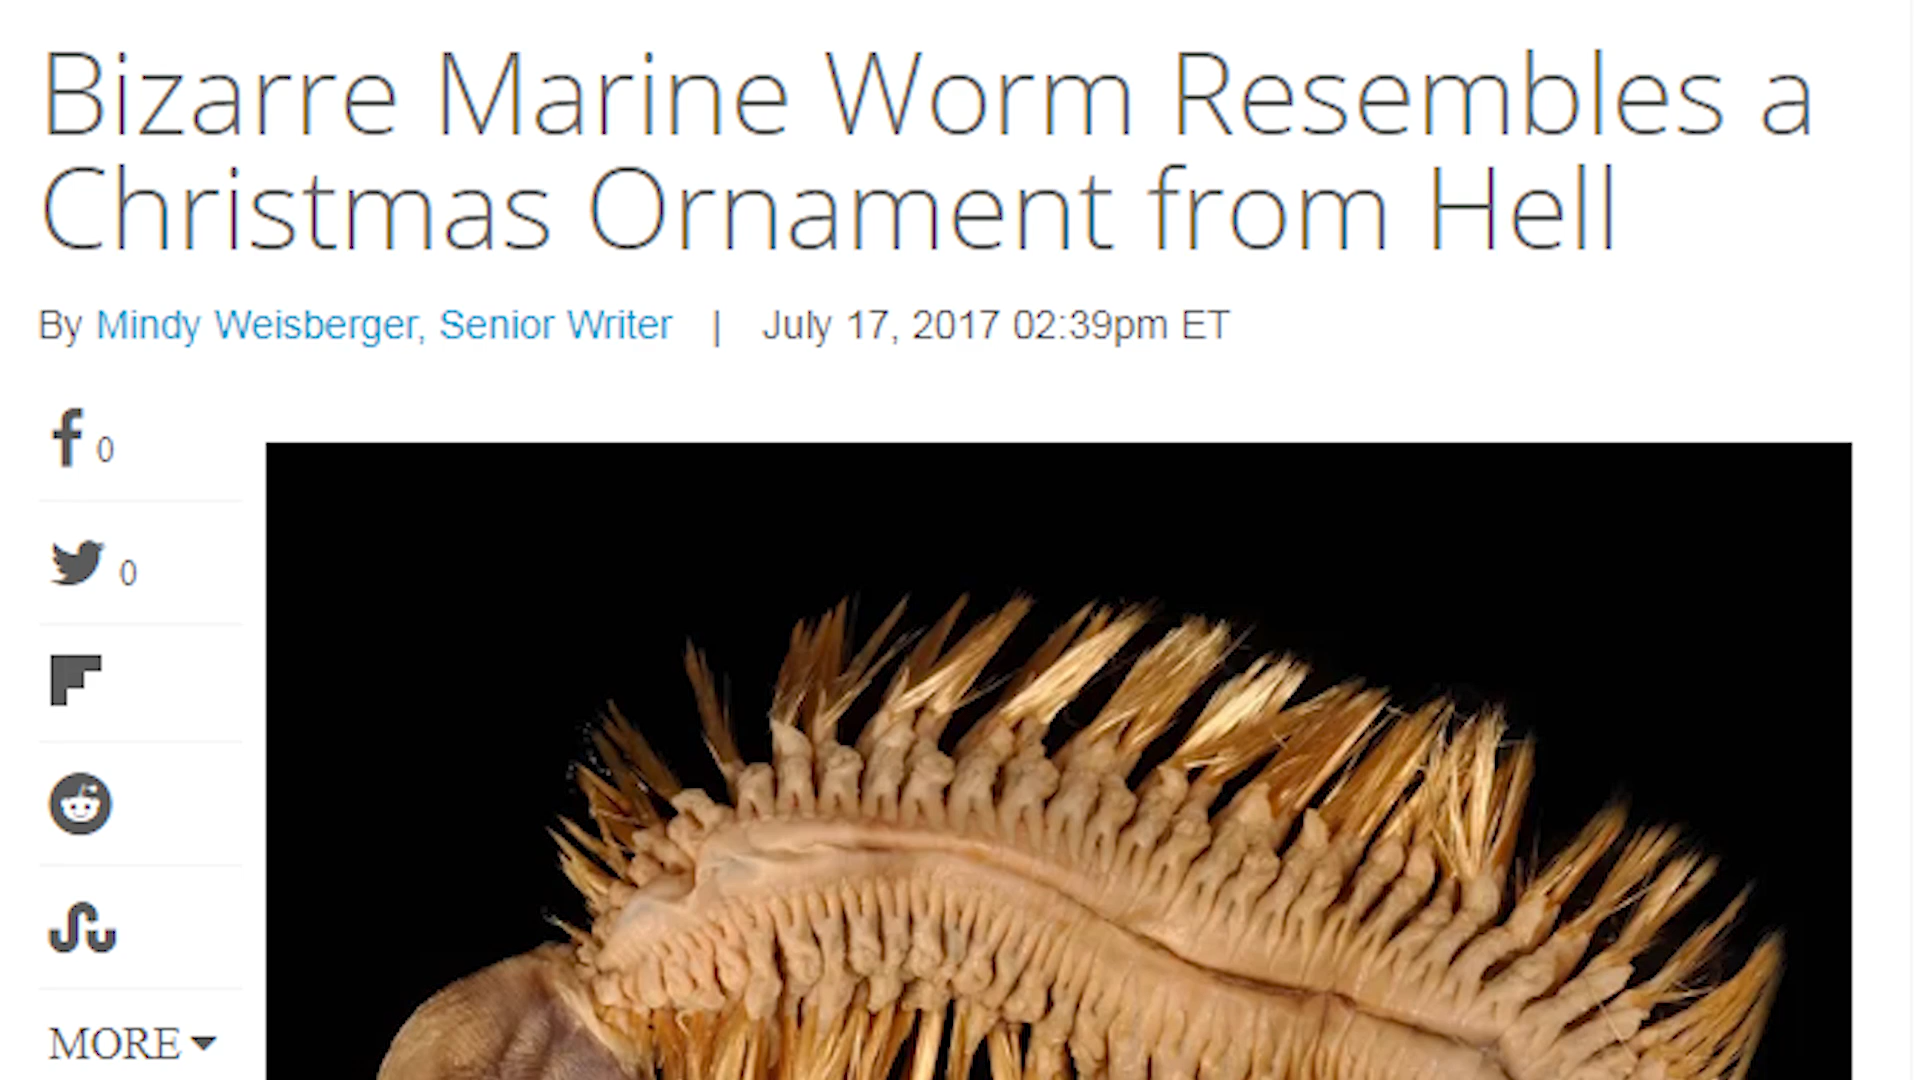 Bizarre Marine Worm Resembles a
Christmas Ornament from Hell
By Mindy Weisberger, Senior Writer | July 17, 2017 02:39pm ET
0
0
MORE